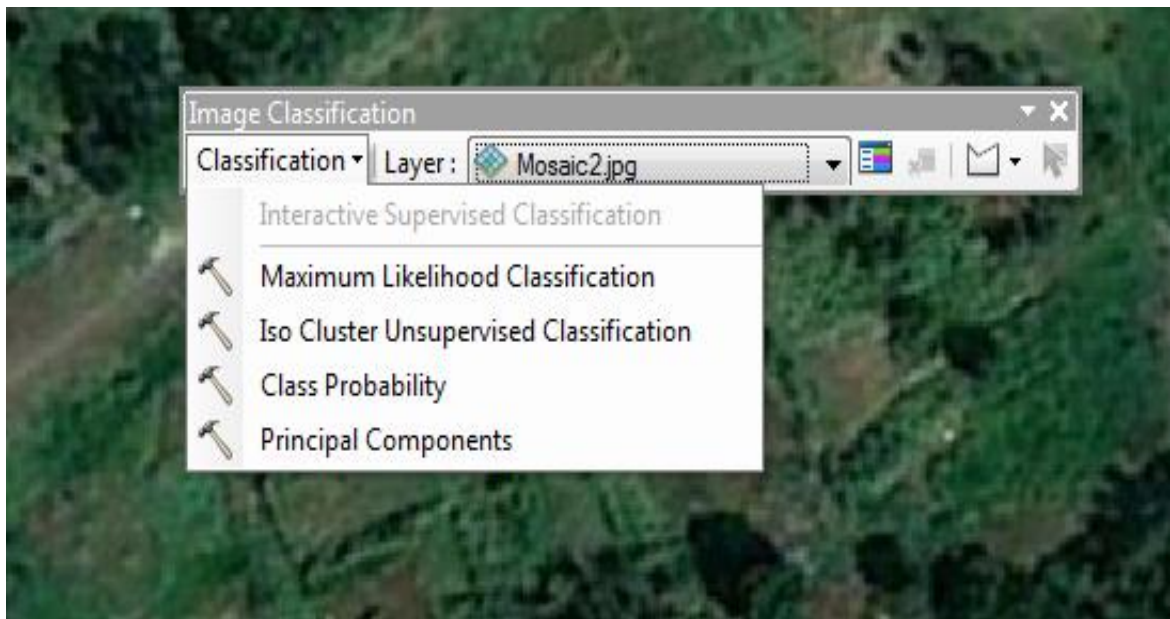 Image Classification
Classification Layer : Mosaic2.jpg
Interactive Supervised Classification
Maximum Likelihood Classification
Iso Cluster Unsupervised Classification
Class Probability
Principal Components